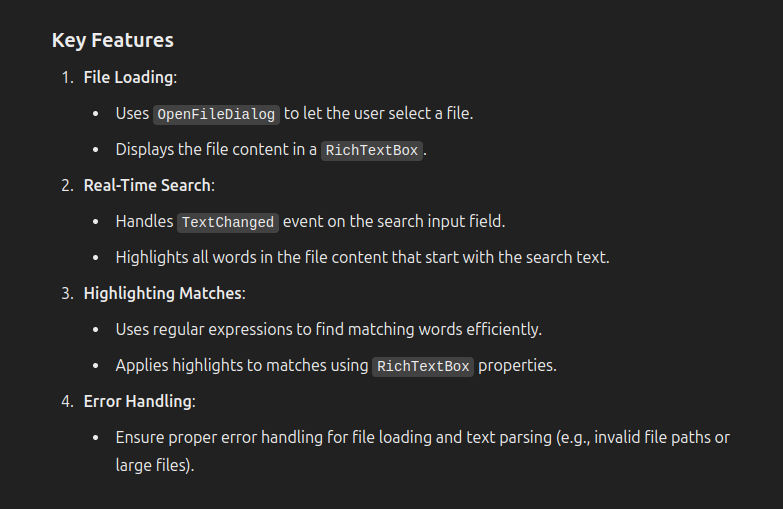 Key Features
1. File Loading:
• Uses OpenFileDialog to let the user select a file.
• Displays the file content in a RichTextBox.
2. Real-Time Search:
• Handles TextChanged event on the search input field.
• Highlights all words in the file content that start with the search text.
3. Highlighting Matches:
• Uses regular expressions to find matching words efficiently.
• Applies highlights to matches using RichTextBox properties.
4. Error Handling:
• Ensure proper error handling for file loading and text parsing (e.g., invalid file paths or
large files).